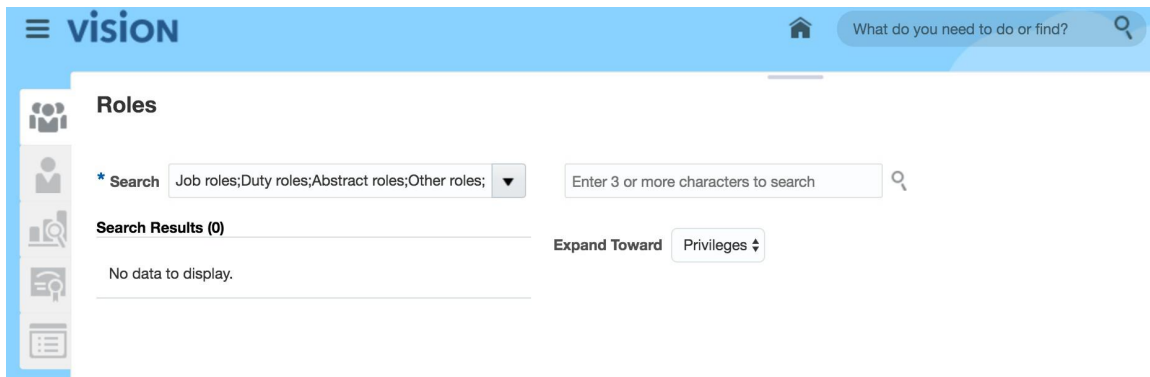 vision
What do you need to do or find?
Roles
* Search Job roles;Duty roles;Abstract roles;Other roles; Enter 3 or more characters to search
Search Results (0)
Expand Toward Privileges
No data to display.